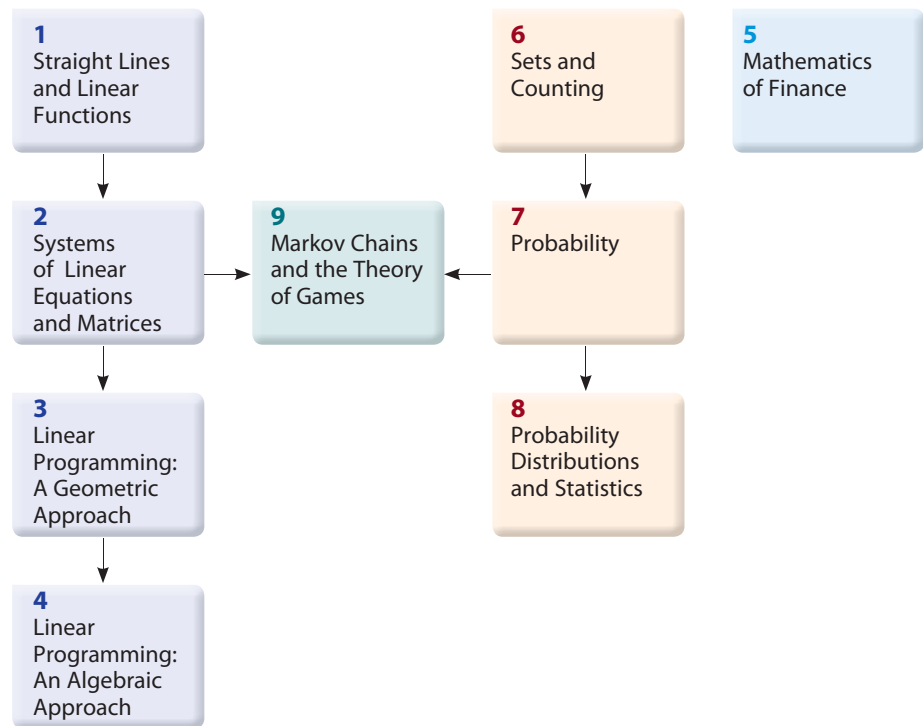 1
Straight Lines
and Linear
Functions
6
Sets and
Counting
5
Mathematics
of Finance
2
Systems
of Linear
Equations
and Matrices
9
Markov Chains
and the Theory
of Games
7
Probability
3
Linear
Programming:
A Geometric
Approach
8
Probability
Distributions
and Statistics
4
Linear
Programming:
An Algebraic
Approach